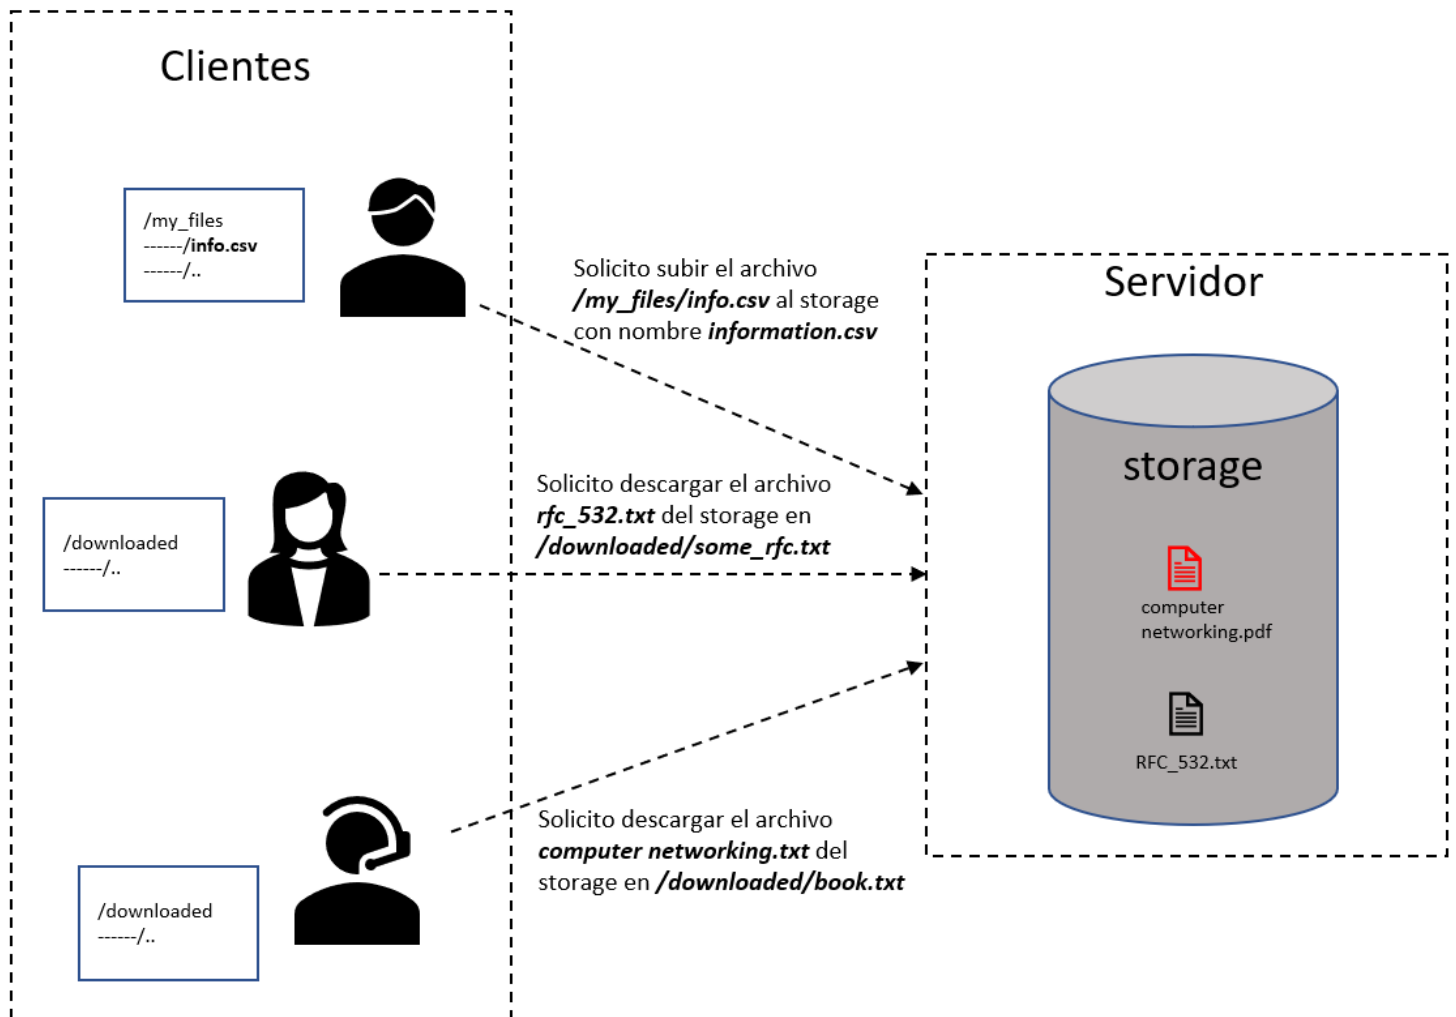 Clientes
/my_files
------/info.csv
------/..
Solicito subir el archivo
/my_files/info.csv al storage
con nombre information.csv
Servidor
storage
computer
networking.pdf
RFC_532.txt
/downloaded
------/..
Solicito descargar el archivo
rfc_532.txt del storage en
/downloaded/some_rfc.txt
/downloaded
------/..
Solicito descargar el archivo
computer networking.txt del
storage en /downloaded/book.txt